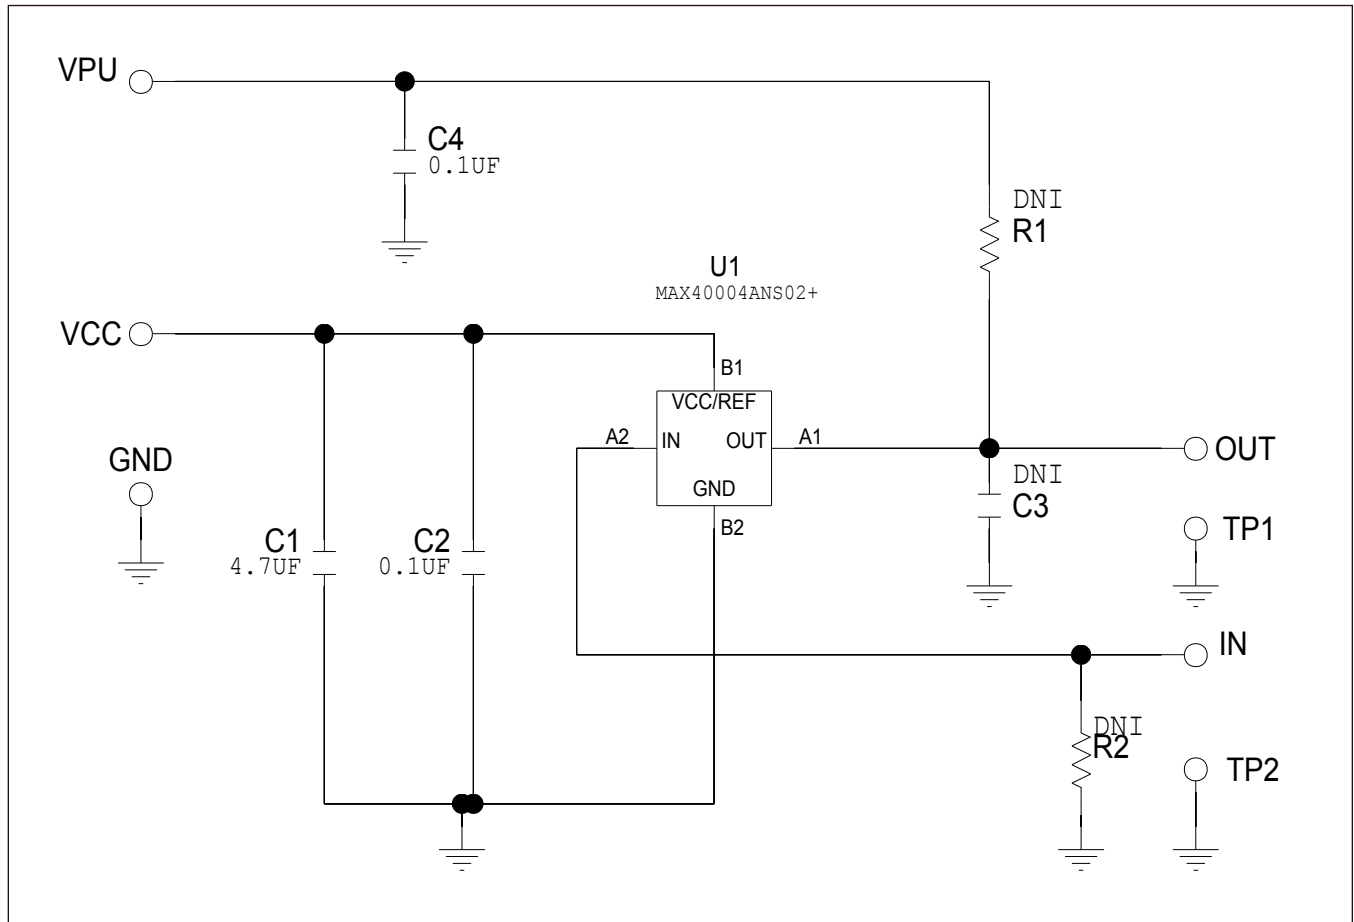 VPU
C4
0.1UF
DNI
R1
U1
MAX40004ANS02+
VCC
B1
VCC/REF
A2
IN
OUT
A1
OUT
GND
GND
DNI
C3
B2
TP1
C1
4.7UF
C2
0.1UF
IN
DNI
R2
TP2